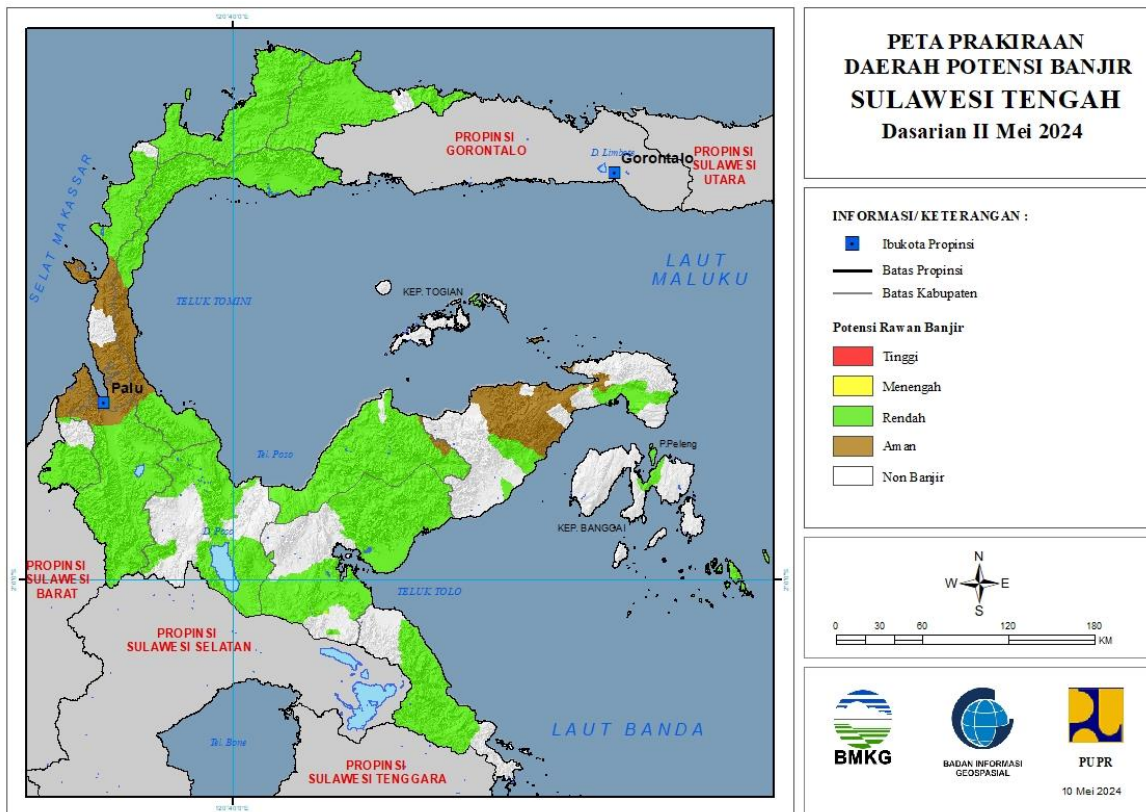 PETA PRAKIRAAN
DAERAH POTENSI BANJIR
SULAWESI TENGAH
Dasarian II Mei 2024
INFORMASI/ KETERANGAN :
Ibukota Propinsi
Batas Propinsi
Batas Kabupaten
Potensi Rawan Banjir
Tinggi
Menengah
Rendah
Aman
Non Banjir
N
W
E
S
0
30
60
120
180
KM
BMKG
BADAN INFORMASI
GEOSPASIAL
PUPR
10 Mei 2024
PROPINSI
GORONTALO
D. Limboto
Gorontalo
PROPINSI
SULAWESI
UTARA
SELAT MAKASSAR
LAUT
MALUKU
TELUK TOMINI
KEP. TOGIAN
Palu
Tel. Poso
P.Peleng
KEP. BANGGAI
D. Poso
PROPINSI
SULAWESI
BARAT
TELUK TOLO
PROPINSI
SULAWESI SELATAN
LAUT BANDA
Tel. Bone
PROPINSI
SULAWESI TENGGARA